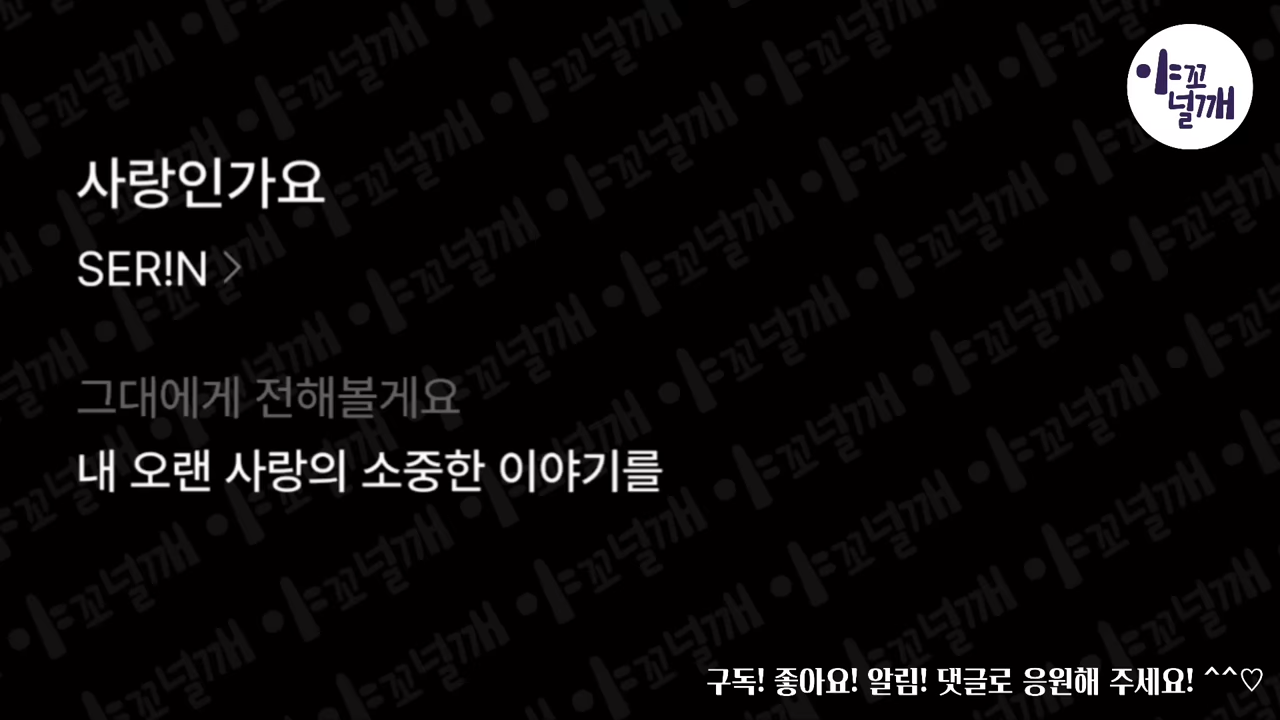 야꼬
널깨
사랑인가요
SER!N >
그대에게 전해볼게요
내 오랜 사랑의 소중한 이야기를
구독! 좋아요! 알림! 댓글로 응원해 주세요! ^^♡